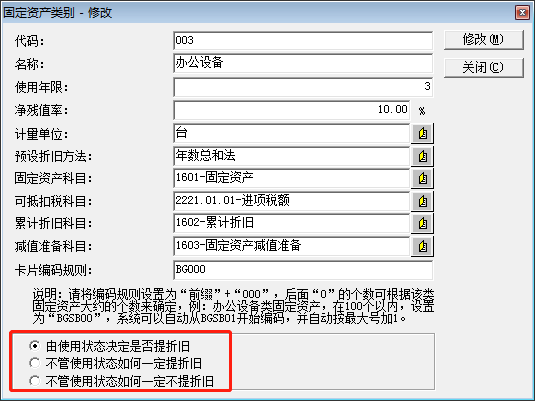 固定资产类别 - 修改
代码： 003 修改(M)
名称： 办公设备 关闭(C)
使用年限： 3
净残值率： 10.00 %
计量单位： 台
预设折旧方法： 年数总和法
固定资产科目： 1601-固定资产
可抵扣税科目： 2221.01.01-进项税额
累计折旧科目： 1602-累计折旧
减值准备科目： 1603-固定资产减值准备
卡片编码规则： BG000
说明：请将编码规则设置为“前缀”+“000”，后面“0”的个数可根据该类
固定资产大约的个数来确定，例：办公设备类固定资产，在100个以内，设置
为“BGSB00”，系统可以自动从BGSB01开始编码，并自动按最大号加1。
由使用状态决定是否提折旧
不管使用状态如何一定提折旧
不管使用状态如何一定不提折旧